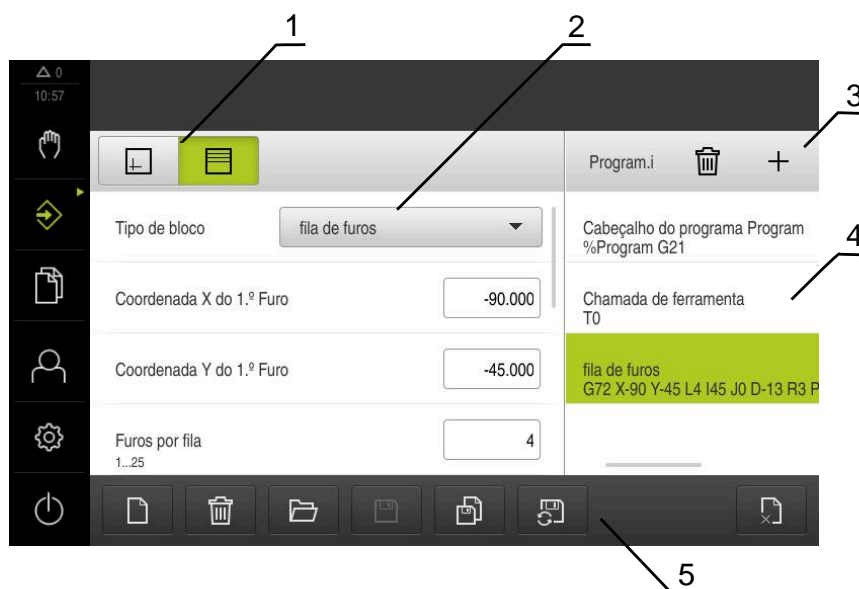 1
2
3
4
5
0
10:57
Program.i
Tipo de bloco
fila de furos
Coordenada X do 1.º Furo
-90.000
Coordenada Y do 1.º Furo
-45.000
Furos por fila
1...25
4
Cabeçalho do programa Program
%Program G21
Chamada de ferramenta
T0
fila de furos
G72 X-90 Y-45 L4 I45 J0 D-13 R3 P